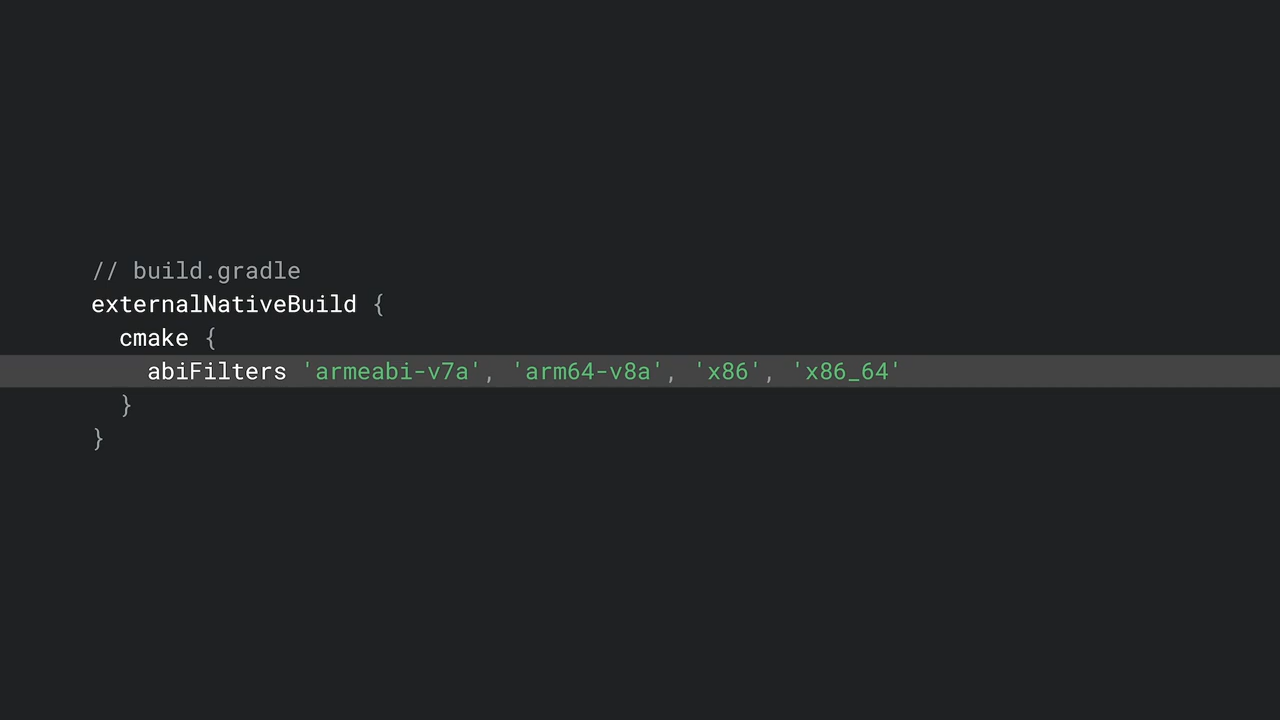 // build.gradle
externalNativeBuild {
  cmake {
    abiFilters 'armeabi-v7a', 'arm64-v8a', 'x86', 'x86_64'
  }
}